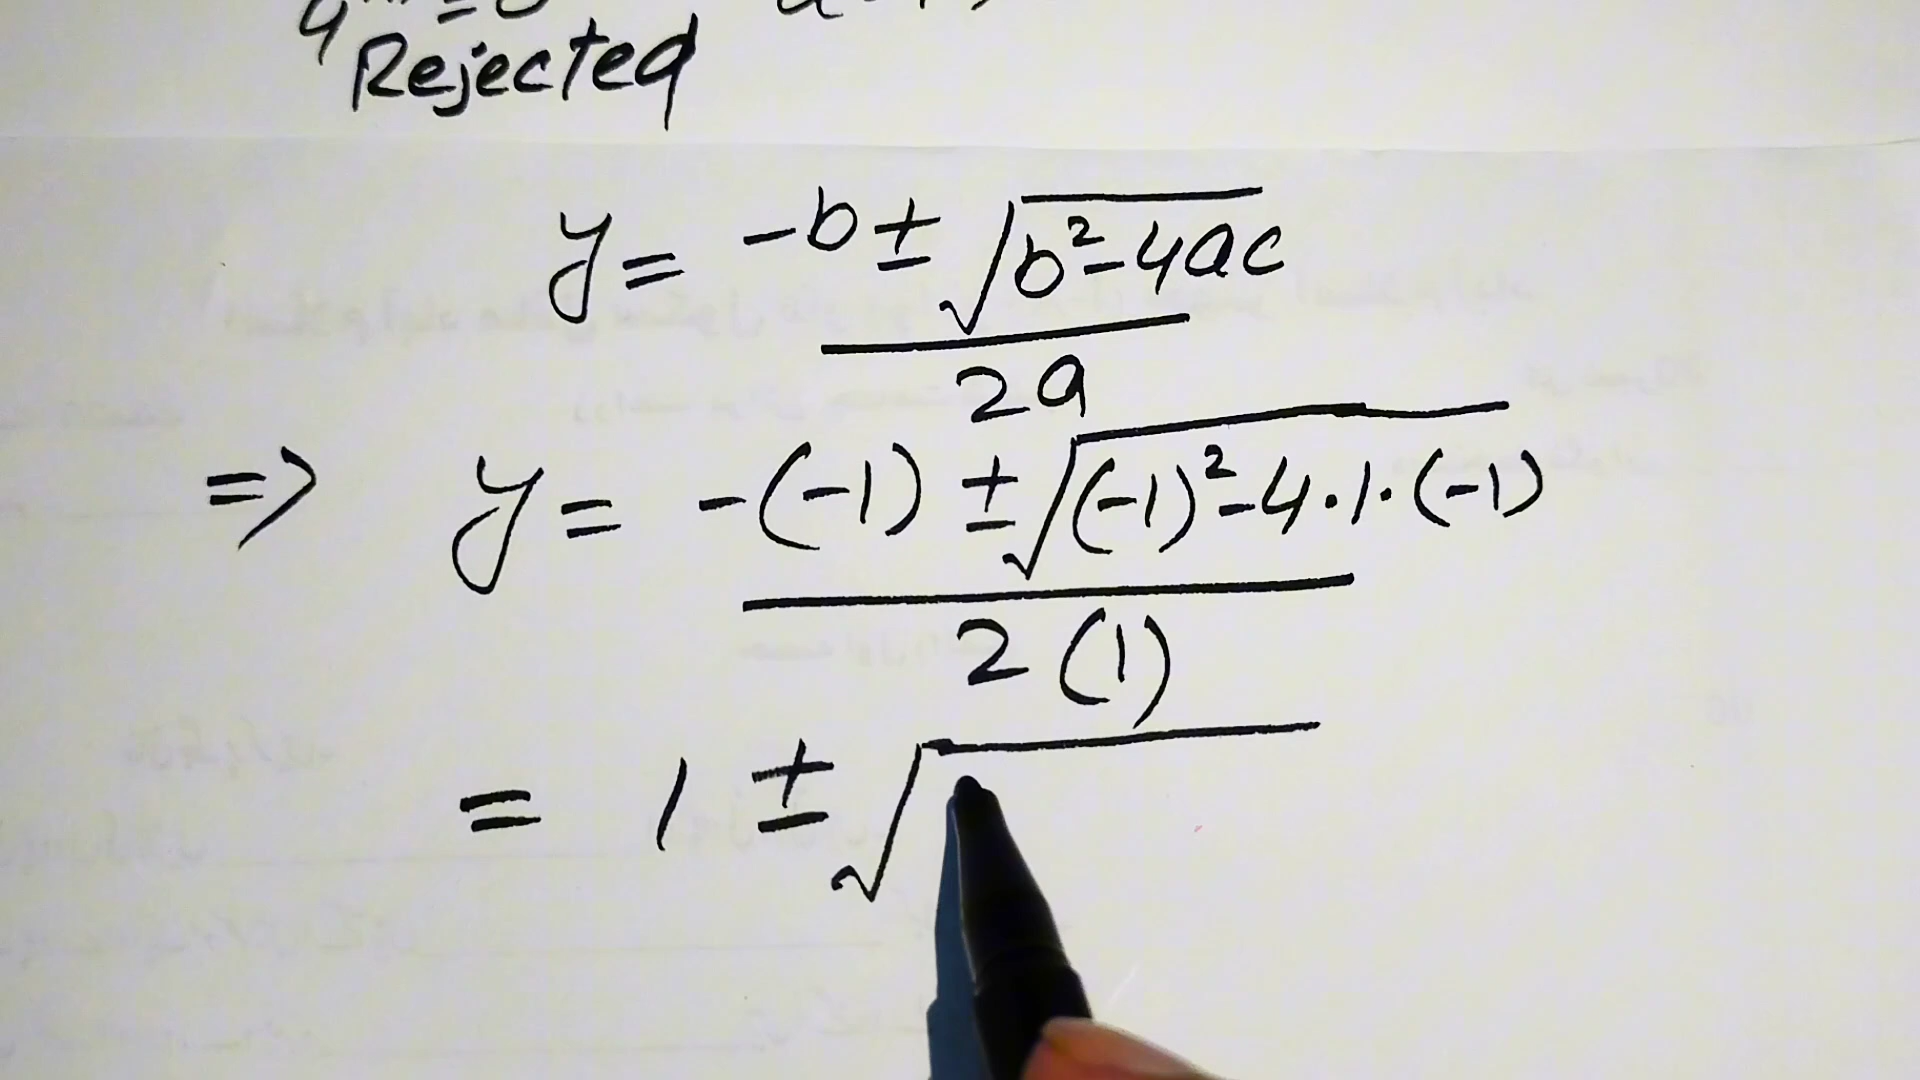 Rejected
y = -b ± √b² - 4ac
2a
=> y = -(-1) ± √(-1)² - 4 · 1 · (-1)
2 (1)
= 1 ± √